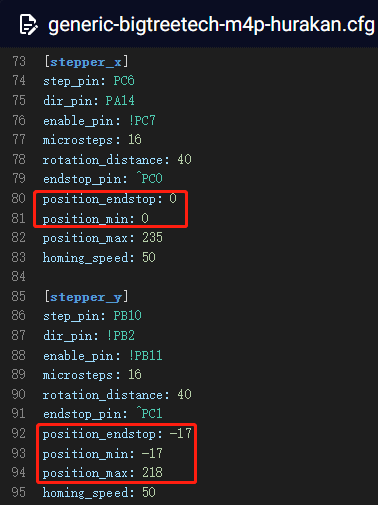 generic-bigtreetech-m4p-hurakan.cfg
73 [stepper_x]
74 step_pin: PC6
75 dir_pin: PA14
76 enable_pin: !PC7
77 microsteps: 16
78 rotation_distance: 40
79 endstop_pin: ^PC0
80 position_endstop: 0
81 position_min: 0
82 position_max: 235
83 homing_speed: 50
84
85 [stepper_y]
86 step_pin: PB10
87 dir_pin: !PB2
88 enable_pin: !PB11
89 microsteps: 16
90 rotation_distance: 40
91 endstop_pin: ^PC1
92 position_endstop: -17
93 position_min: -17
94 position_max: 218
95 homing_speed: 50